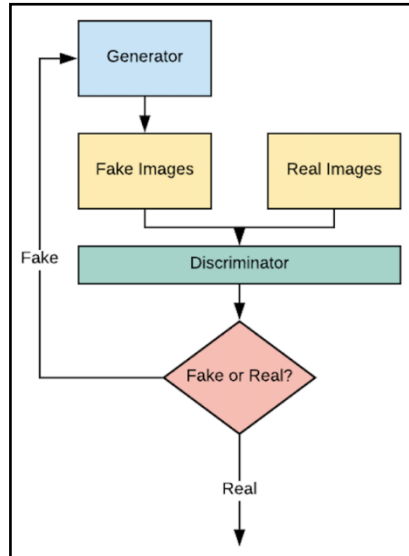 Generator
Fake Images
Real Images
Discriminator
Fake
Fake or Real?
Real